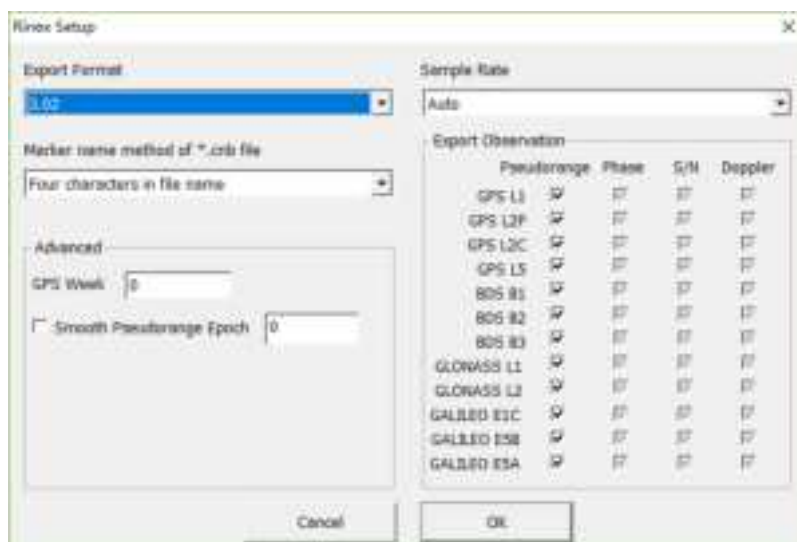 Rinex Setup
Export Format
3.02
Marker name method of *.cnb file
Four characters in file name
Advanced
GPS Week 0
Smooth Pseudorange Epoch 0
Sample Rate
Auto
Export Observation
Pseudorange Phase S/N Doppler
GPS L1
GPS L2P
GPS L2C
GPS L5
BDS B1
BDS B2
BDS B3
GLONASS L1
GLONASS L2
GALILEO E1C
GALILEO E5B
GALILEO E5A
Cancel
OK